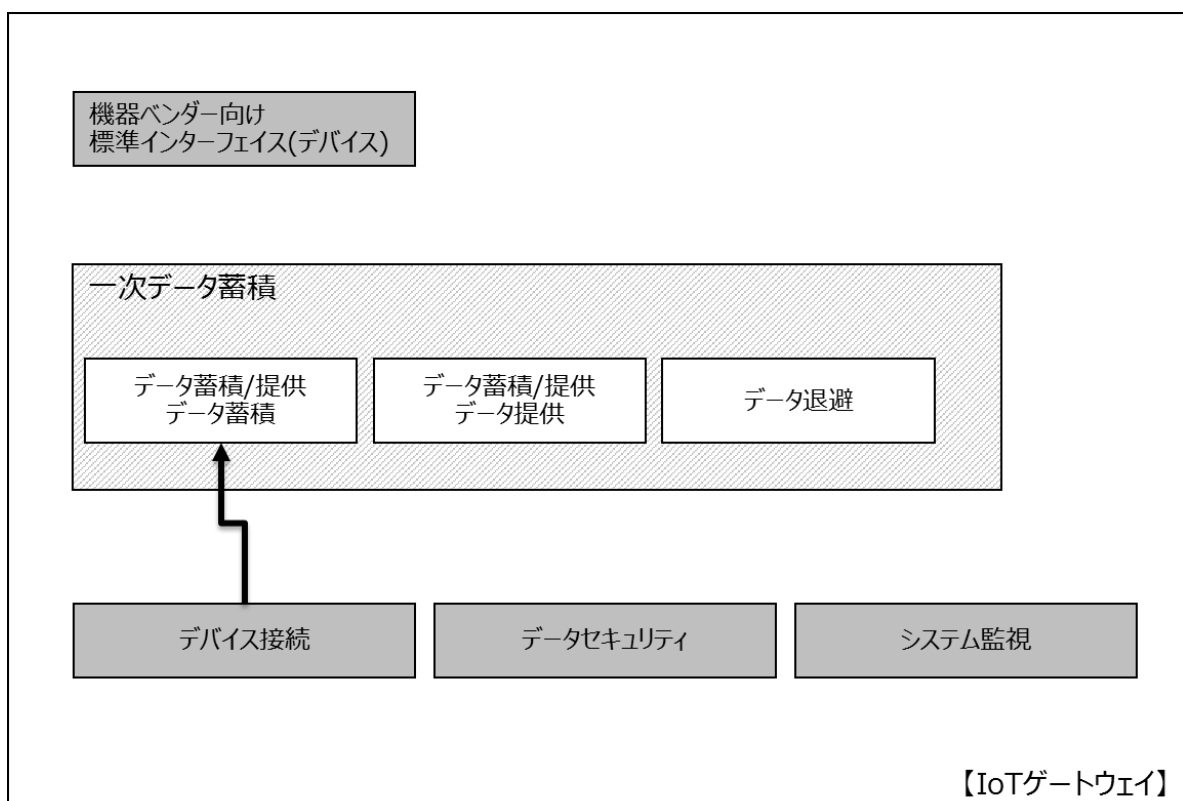 機器ベンダー向け
標準インターフェイス(デバイス)
一次データ蓄積
データ蓄積/提供
データ蓄積
データ蓄積/提供
データ提供
データ退避
デバイス接続
データセキュリティ
システム監視
【IoTゲートウェイ】